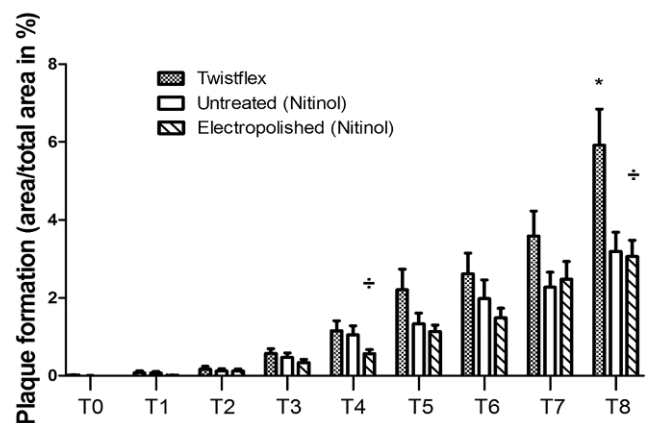 Plaque formation (area/total area in %)
8
6
4
2
0
Twistflex
Untreated (Nitinol)
Electropolished (Nitinol)
*
÷
÷
T0 T1 T2 T3 T4 T5 T6 T7 T8